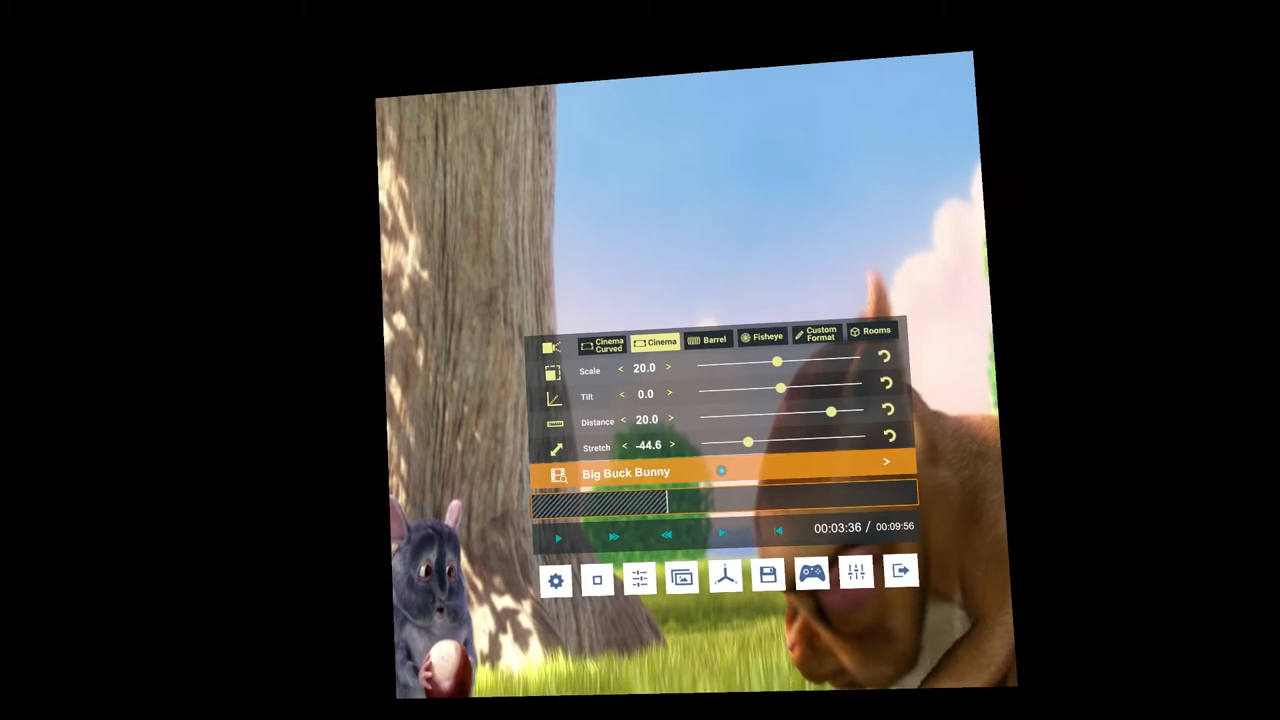 Cinema Curved
Cinema
Barrel
Fisheye
Custom Format
Rooms
Scale < 20.0 >
Tilt < 0.0 >
Distance < 20.0 >
Stretch < -44.6 >
Big Buck Bunny >
00:03:36 / 00:09:56